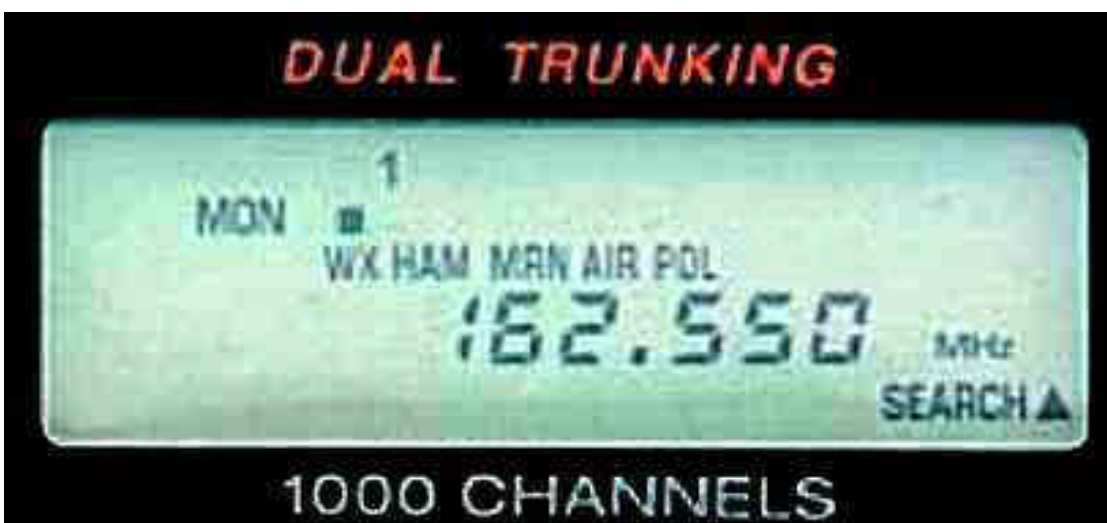 DUAL TRUNKING
1
MON
WX HAM MRN AIR POL
162.550 MHz
SEARCH ▲
1000 CHANNELS